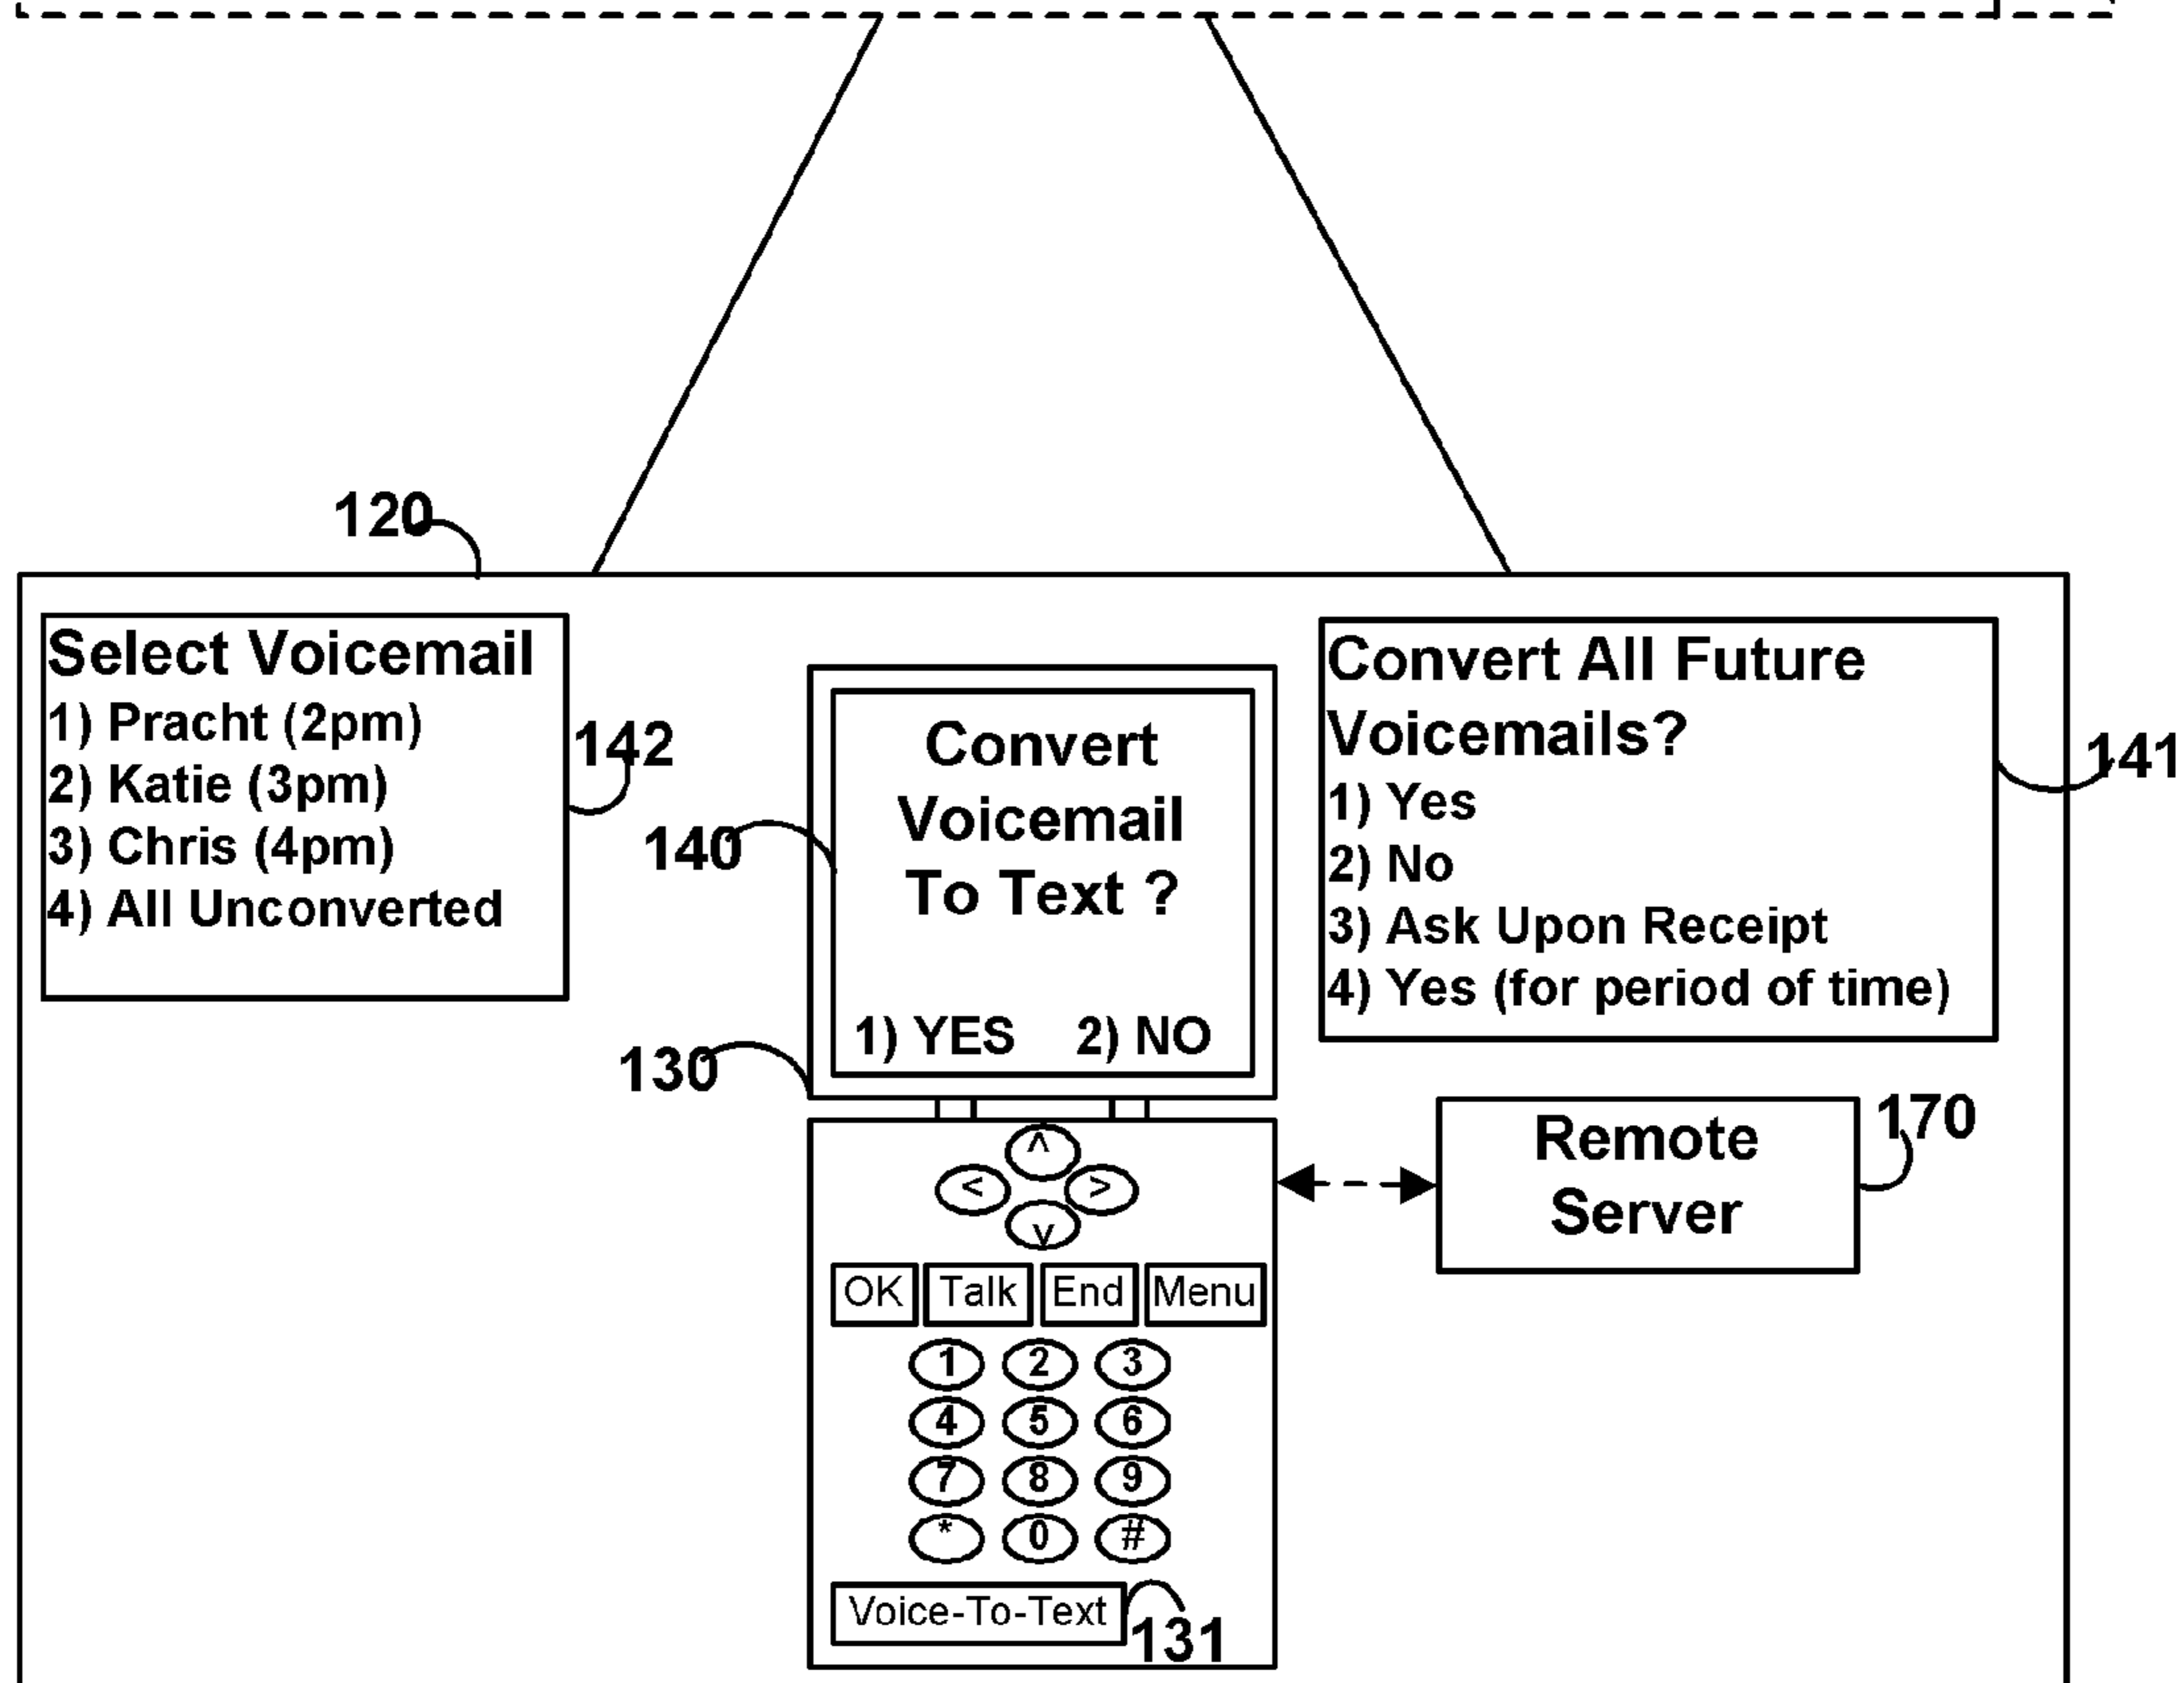 120
Select Voicemail
1) Pracht (2pm)
2) Katie (3pm)
3) Chris (4pm)
4) All Unconverted
142
140
Convert
Voicemail
To Text ?
1) YES 2) NO
130
Convert All Future
Voicemails?
1) Yes
2) No
3) Ask Upon Receipt
4) Yes (for period of time)
141
Remote
Server
170
^
< >
v
OK Talk End Menu
1 2 3
4 5 6
7 8 9
* 0 #
Voice-To-Text
131